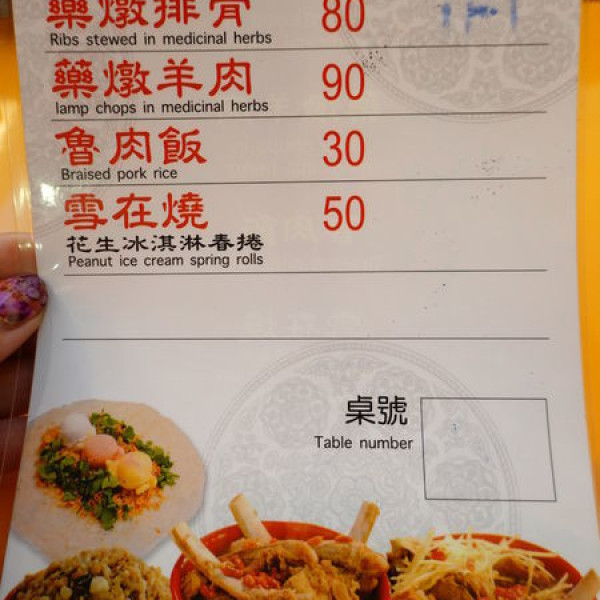 藥燉排骨 80
Ribs stewed in medicinal herbs
藥燉羊肉 90
lamp chops in medicinal herbs
魯肉飯 30
Braised pork rice
雪在燒 50
花生冰淇淋春捲
Peanut ice cream spring rolls
桌號
Table number